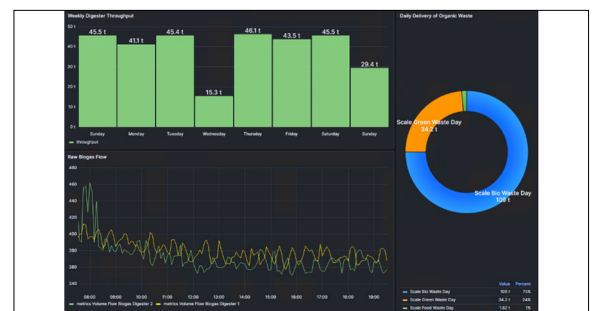 Weekly Digester Throughput
50 t
40 t
30 t
20 t
10 t
0 t
45.5 t
41.1 t
45.4 t
15.3 t
46.1 t
43.5 t
45.5 t
29.4 t
Sunday
Monday
Tuesday
Wednesday
Thursday
Friday
Saturday
Sunday
throughput
Raw Biogas Flow
480
460
440
420
400
380
360
340
08:00
09:00
10:00
11:00
12:00
13:00
14:00
15:00
16:00
17:00
18:00
19:00
metrics Volume Flow Biogas Digester 2
metrics Volume Flow Biogas Digester 1
Daily Delivery of Organic Waste
Scale Green Waste Day
34.2 t
Scale Bio Waste Day
109 t
Value Percent
Scale Bio Waste Day 109 t 75%
Scale Green Waste Day 34.2 t 24%
Scale Food Waste Day 1.62 t 1%